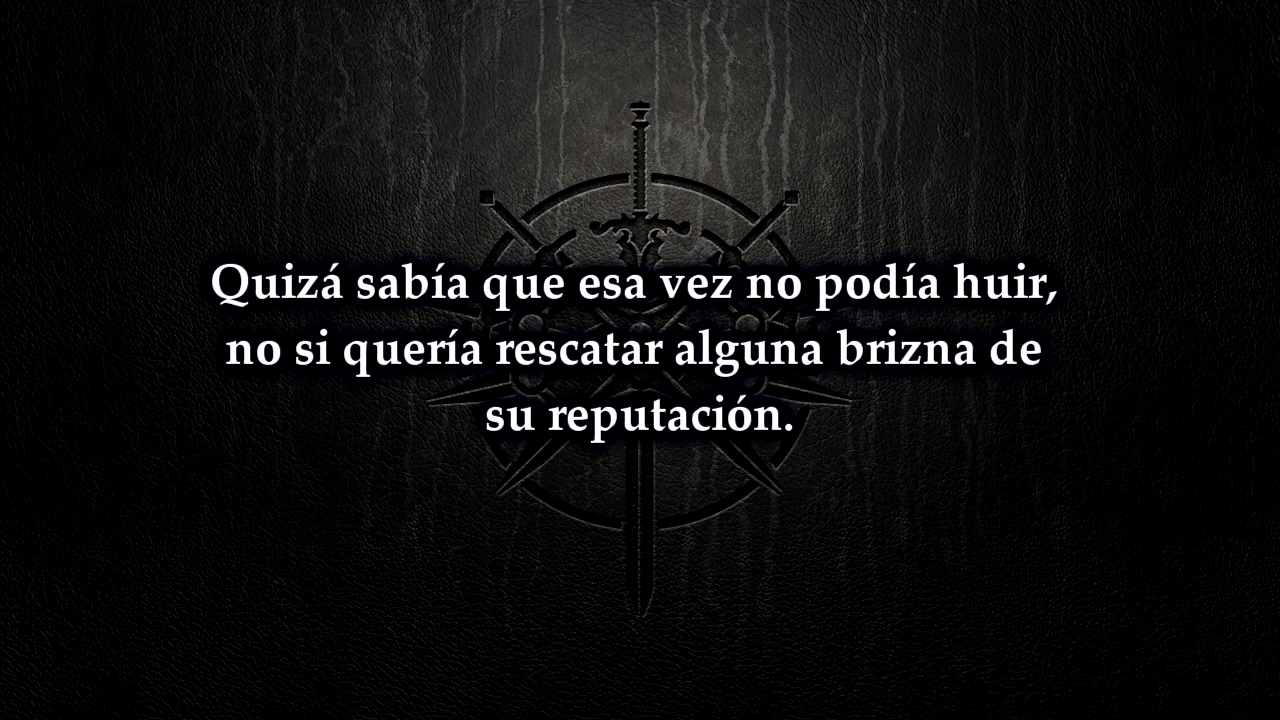 Quizá sabía que esa vez no podía huir,
no si quería rescatar alguna brizna de
su reputación.